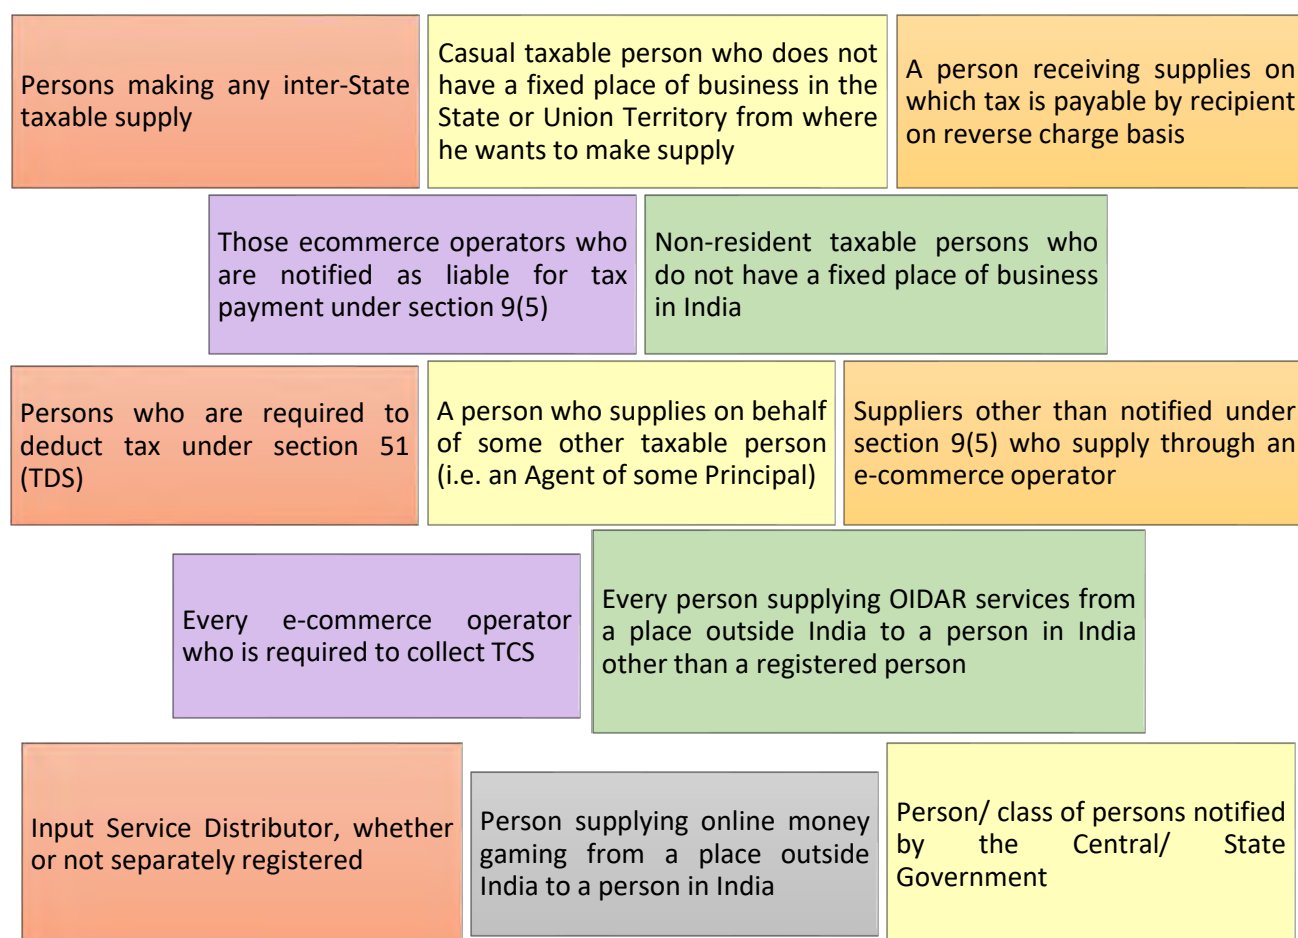 Persons making any inter-State
taxable supply
Casual taxable person who does not
have a fixed place of business in the
State or Union Territory from where
he wants to make supply
A person receiving supplies on
which tax is payable by recipient
on reverse charge basis
Those ecommerce operators who
are notified as liable for tax
payment under section 9(5)
Non-resident taxable persons who
do not have a fixed place of business
in India
Persons who are required to
deduct tax under section 51
(TDS)
A person who supplies on behalf
of some other taxable person
(i.e. an Agent of some Principal)
Suppliers other than notified under
section 9(5) who supply through an
e-commerce operator
Every e-commerce operator
who is required to collect TCS
Every person supplying OIDAR services from
a place outside India to a person in India
other than a registered person
Input Service Distributor, whether
or not separately registered
Person supplying online money
gaming from a place outside
India to a person in India
Person/ class of persons notified
by the Central/ State
Government